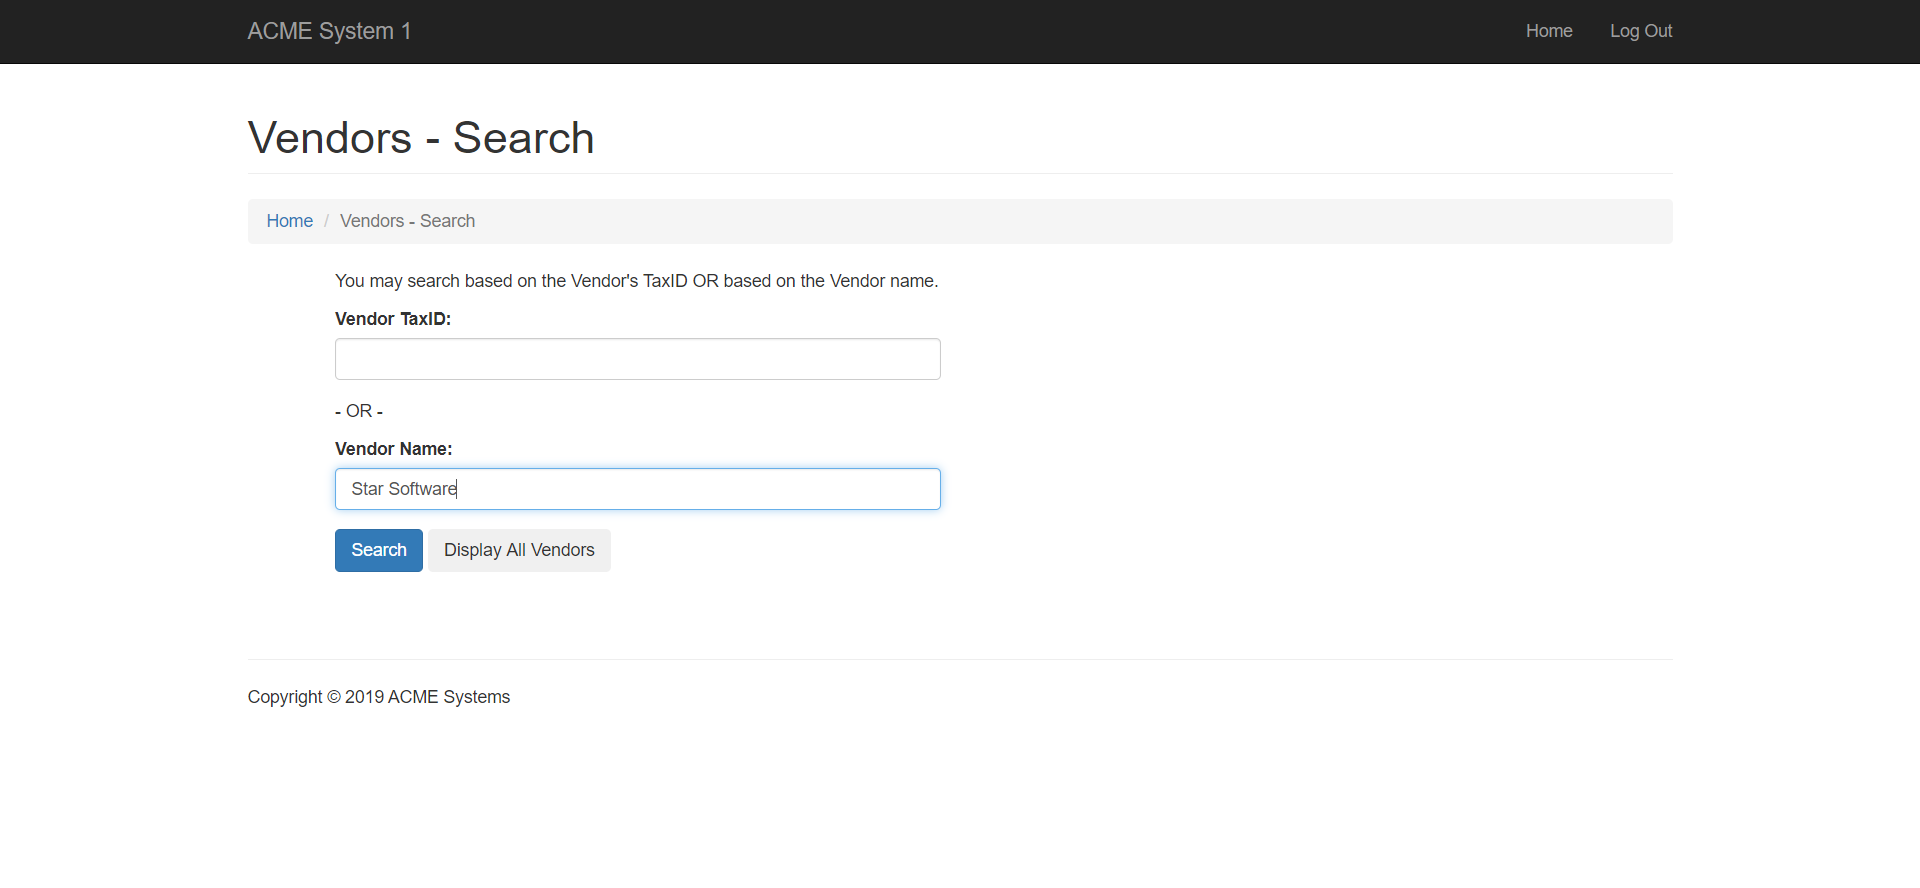 ACME System 1
Home
Log Out
Vendors - Search
Home / Vendors - Search
You may search based on the Vendor's TaxID OR based on the Vendor name.
Vendor TaxID:
- OR -
Vendor Name:
Star Software
Search
Display All Vendors
Copyright © 2019 ACME Systems